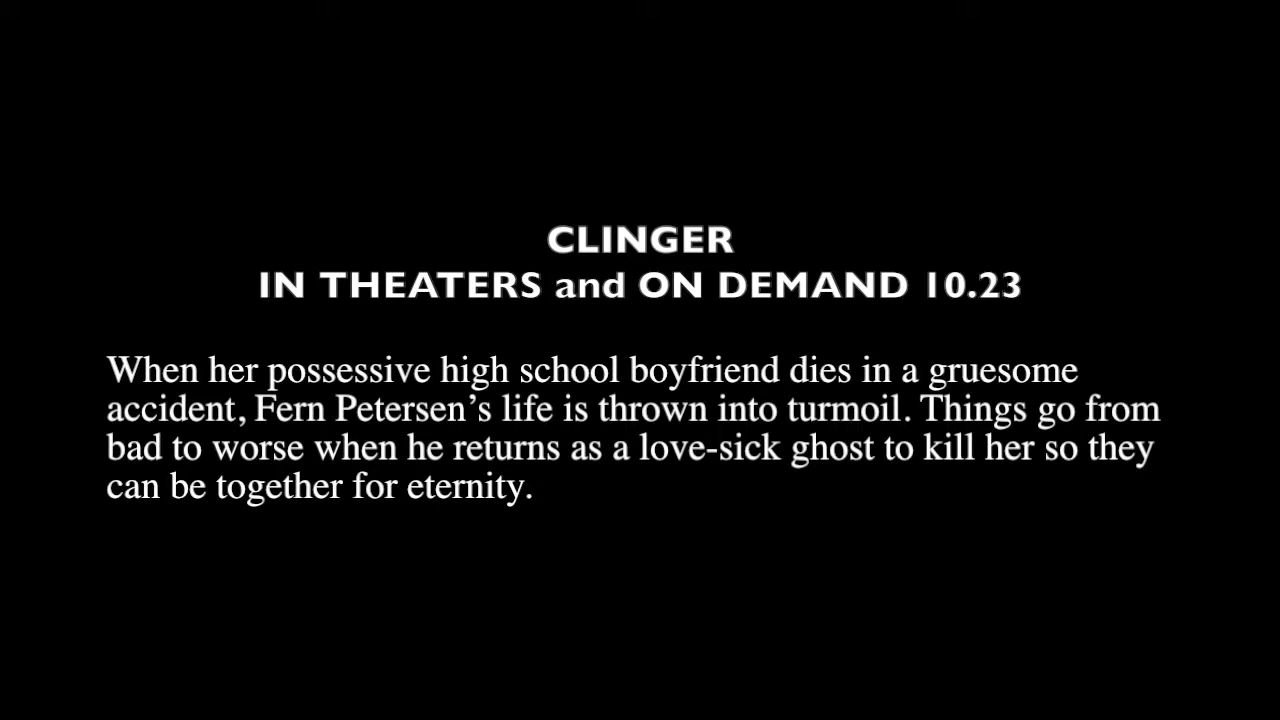 CLINGER
IN THEATERS and ON DEMAND 10.23
When her possessive high school boyfriend dies in a gruesome
accident, Fern Petersen’s life is thrown into turmoil. Things go from
bad to worse when he returns as a love-sick ghost to kill her so they
can be together for eternity.